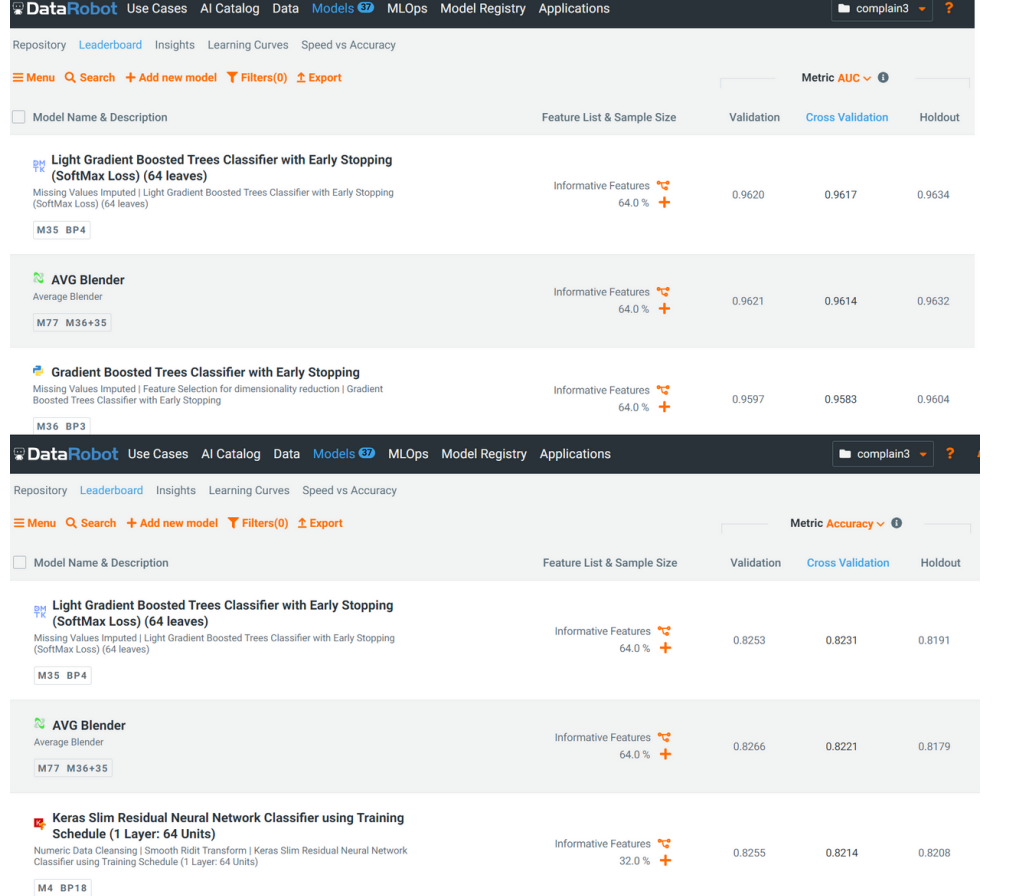 DataRobot Use Cases AI Catalog Data Models 37 MLOps Model Registry Applications complain3 ?
Repository Leaderboard Insights Learning Curves Speed vs Accuracy
Menu Search + Add new model Filters(0) Export Metric AUC
Model Name & Description Feature List & Sample Size Validation Cross Validation Holdout
Light Gradient Boosted Trees Classifier with Early Stopping
(SoftMax Loss) (64 leaves)
Missing Values Imputed | Light Gradient Boosted Trees Classifier with Early Stopping
(SoftMax Loss) (64 leaves)
Informative Features
64.0 % + 0.9620 0.9617 0.9634
M35 BP4
AVG Blender
Average Blender
Informative Features
64.0 % + 0.9621 0.9614 0.9632
M77 M36+35
Gradient Boosted Trees Classifier with Early Stopping
Missing Values Imputed | Feature Selection for dimensionality reduction | Gradient
Boosted Trees Classifier with Early Stopping
Informative Features
64.0 % + 0.9597 0.9583 0.9604
M36 BP3
DataRobot Use Cases AI Catalog Data Models 37 MLOps Model Registry Applications complain3 ?
Repository Leaderboard Insights Learning Curves Speed vs Accuracy
Menu Search + Add new model Filters(0) Export Metric Accuracy
Model Name & Description Feature List & Sample Size Validation Cross Validation Holdout
DMTK Light Gradient Boosted Trees Classifier with Early Stopping
(SoftMax Loss) (64 leaves)
Missing Values Imputed | Light Gradient Boosted Trees Classifier with Early Stopping
(SoftMax Loss) (64 leaves)
Informative Features
64.0 % + 0.8253 0.8231 0.8191
M35 BP4
AVG Blender
Average Blender
Informative Features
64.0 % + 0.8266 0.8221 0.8179
M77 M36+35
Keras Slim Residual Neural Network Classifier using Training
Schedule (1 Layer: 64 Units)
Numeric Data Cleansing | Smooth Ridit Transform | Keras Slim Residual Neural Network
Classifier using Training Schedule (1 Layer: 64 Units)
Informative Features
32.0 % + 0.8255 0.8214 0.8208
M4 BP18